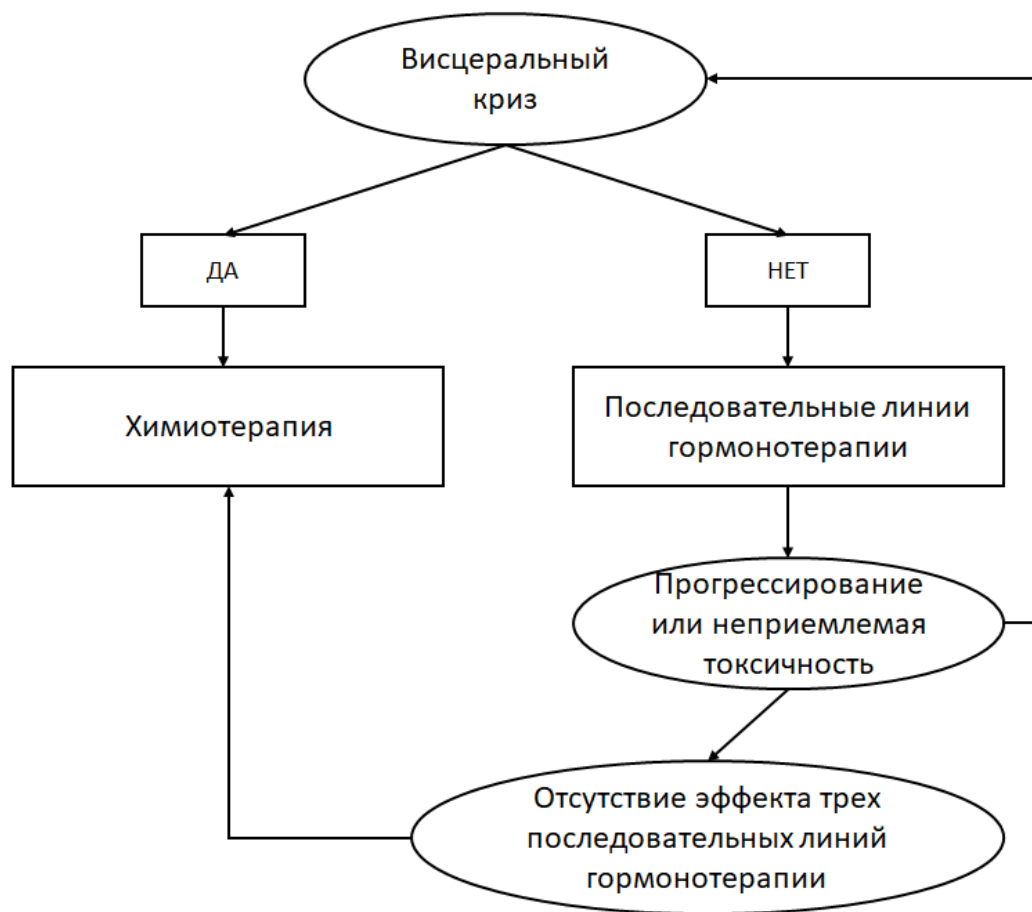 Висцеральный
криз
ДА
НЕТ
Химиотерапия
Последовательные линии
гормонотерапии
Прогрессирование
или неприемлемая
токсичность
Отсутствие эффекта трех
последовательных линий
гормонотерапии